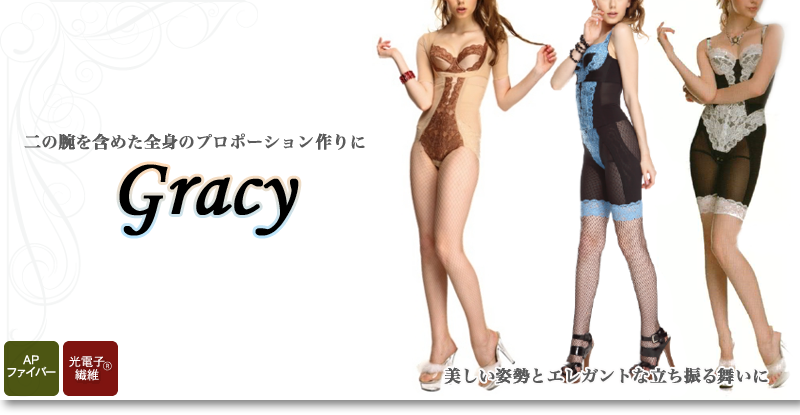 二の腕を含めた全身のプロポーション作りに
Gracy
AP
ファイバー
光電子®
繊維
美しい姿勢とエレガントな立ち振る舞いに